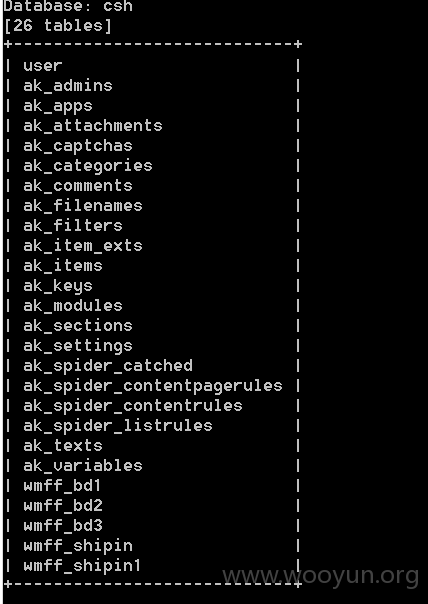 Database: csh
[26 tables]
+----------------------------+
| user                       |
| ak_admins                  |
| ak_apps                    |
| ak_attachments             |
| ak_captchas                |
| ak_categories              |
| ak_comments                |
| ak_filenames               |
| ak_filters                 |
| ak_item_exts               |
| ak_items                   |
| ak_keys                    |
| ak_modules                 |
| ak_sections                |
| ak_settings                |
| ak_spider_catched          |
| ak_spider_contentpagerules |
| ak_spider_contentrules     |
| ak_spider_listrules        |
| ak_texts                   |
| ak_variables               |
| wmff_bd1                   |
| wmff_bd2                   |
| wmff_bd3                   |
| wmff_shipin                |
| wmff_shipin1               |
+----------------------------+
www.wooyun.org